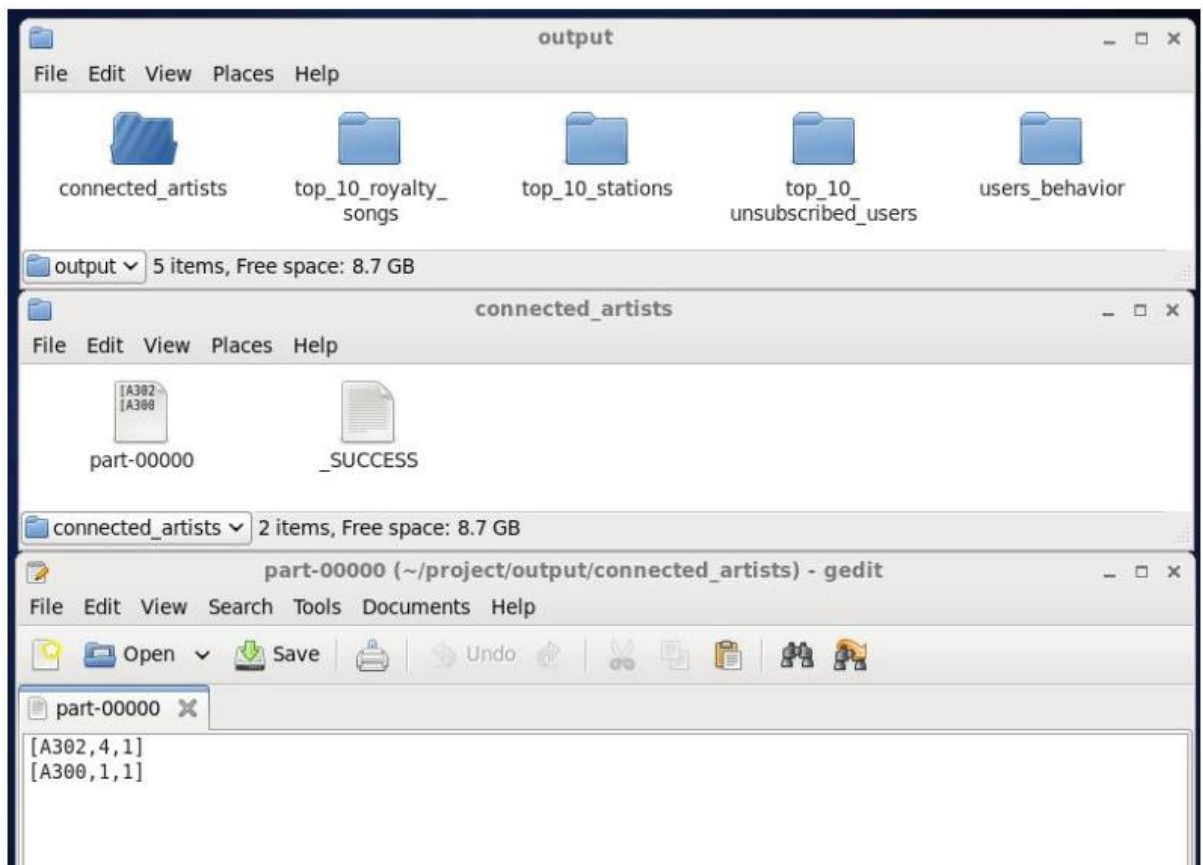 output
File Edit View Places Help
connected_artists
top_10_royalty_
songs
top_10_stations
top_10_
unsubscribed_users
users_behavior
output 5 items, Free space: 8.7 GB
connected_artists
File Edit View Places Help
[A302
[A300
part-00000
_SUCCESS
connected_artists 2 items, Free space: 8.7 GB
part-00000 (~/project/output/connected_artists) - gedit
File Edit View Search Tools Documents Help
Open Save Undo
part-00000
[A302,4,1]
[A300,1,1]